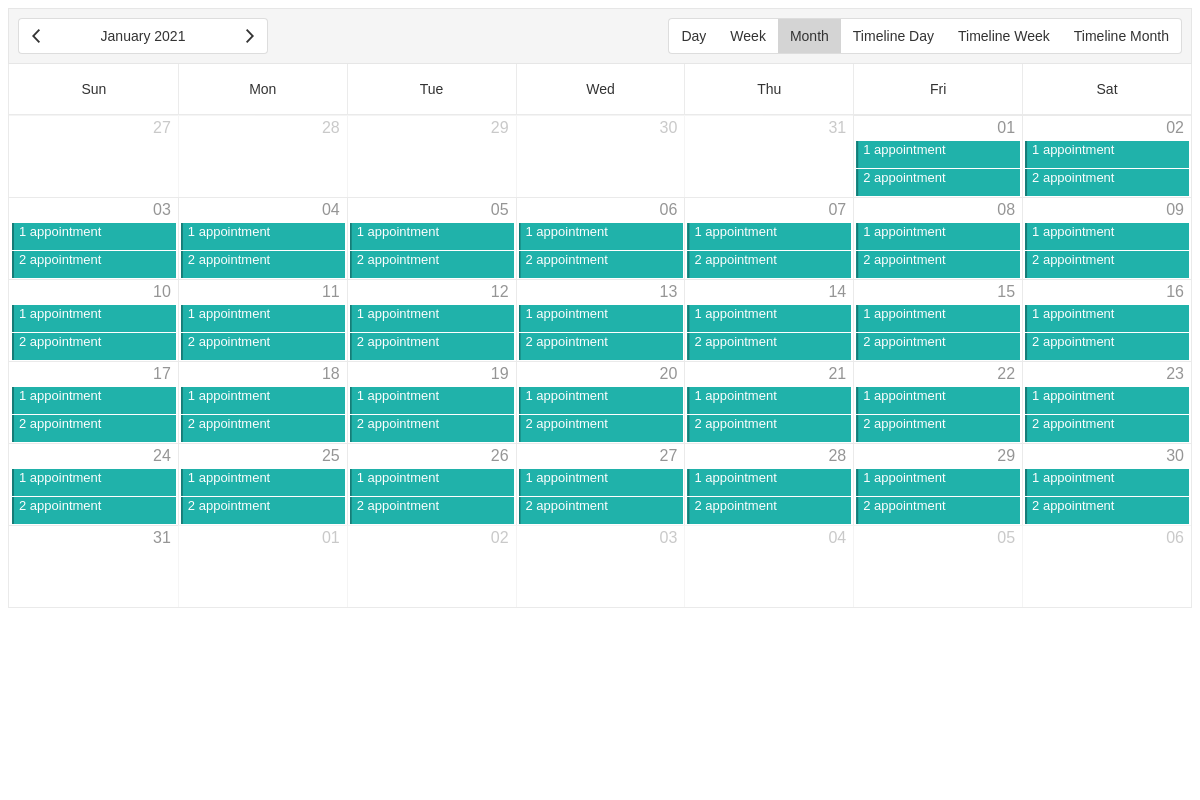 January 2021 Day Week Month Timeline Day Timeline Week Timeline Month
Sun Mon Tue Wed Thu Fri Sat
27 28 29 30 31 01 02
1 appointment 1 appointment
2 appointment 2 appointment
03 04 05 06 07 08 09
1 appointment 1 appointment 1 appointment 1 appointment 1 appointment 1 appointment 1 appointment
2 appointment 2 appointment 2 appointment 2 appointment 2 appointment 2 appointment 2 appointment
10 11 12 13 14 15 16
1 appointment 1 appointment 1 appointment 1 appointment 1 appointment 1 appointment 1 appointment
2 appointment 2 appointment 2 appointment 2 appointment 2 appointment 2 appointment 2 appointment
17 18 19 20 21 22 23
1 appointment 1 appointment 1 appointment 1 appointment 1 appointment 1 appointment 1 appointment
2 appointment 2 appointment 2 appointment 2 appointment 2 appointment 2 appointment 2 appointment
24 25 26 27 28 29 30
1 appointment 1 appointment 1 appointment 1 appointment 1 appointment 1 appointment 1 appointment
2 appointment 2 appointment 2 appointment 2 appointment 2 appointment 2 appointment 2 appointment
31 01 02 03 04 05 06